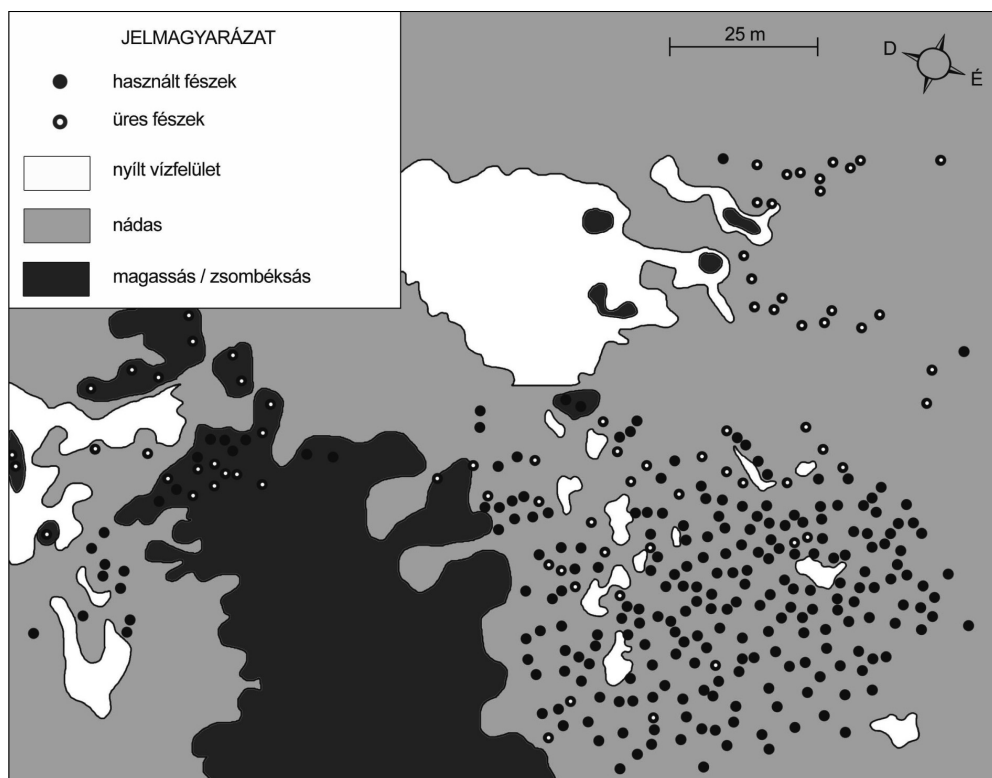 JELMAGYARÁZAT
használt fészek
üres fészek
nyílt vízfelület
nádas
magassás / zsombéksás
25 m
D
É